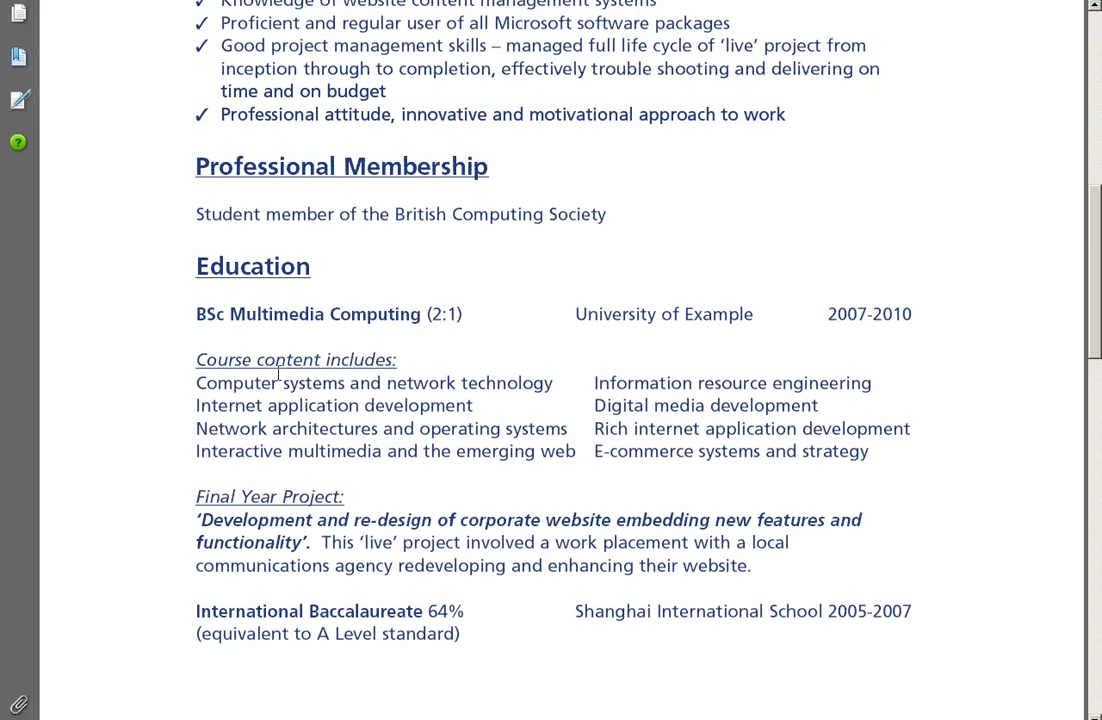 Knowledge of website content management systems
✓ Proficient and regular user of all Microsoft software packages
✓ Good project management skills – managed full life cycle of ‘live’ project from
inception through to completion, effectively trouble shooting and delivering on
time and on budget
✓ Professional attitude, innovative and motivational approach to work
Professional Membership
Student member of the British Computing Society
Education
BSc Multimedia Computing (2:1) University of Example 2007-2010
Course content includes:
Computer systems and network technology Information resource engineering
Internet application development Digital media development
Network architectures and operating systems Rich internet application development
Interactive multimedia and the emerging web E-commerce systems and strategy
Final Year Project:
‘Development and re-design of corporate website embedding new features and
functionality’. This ‘live’ project involved a work placement with a local
communications agency redeveloping and enhancing their website.
International Baccalaureate 64% Shanghai International School 2005-2007
(equivalent to A Level standard)